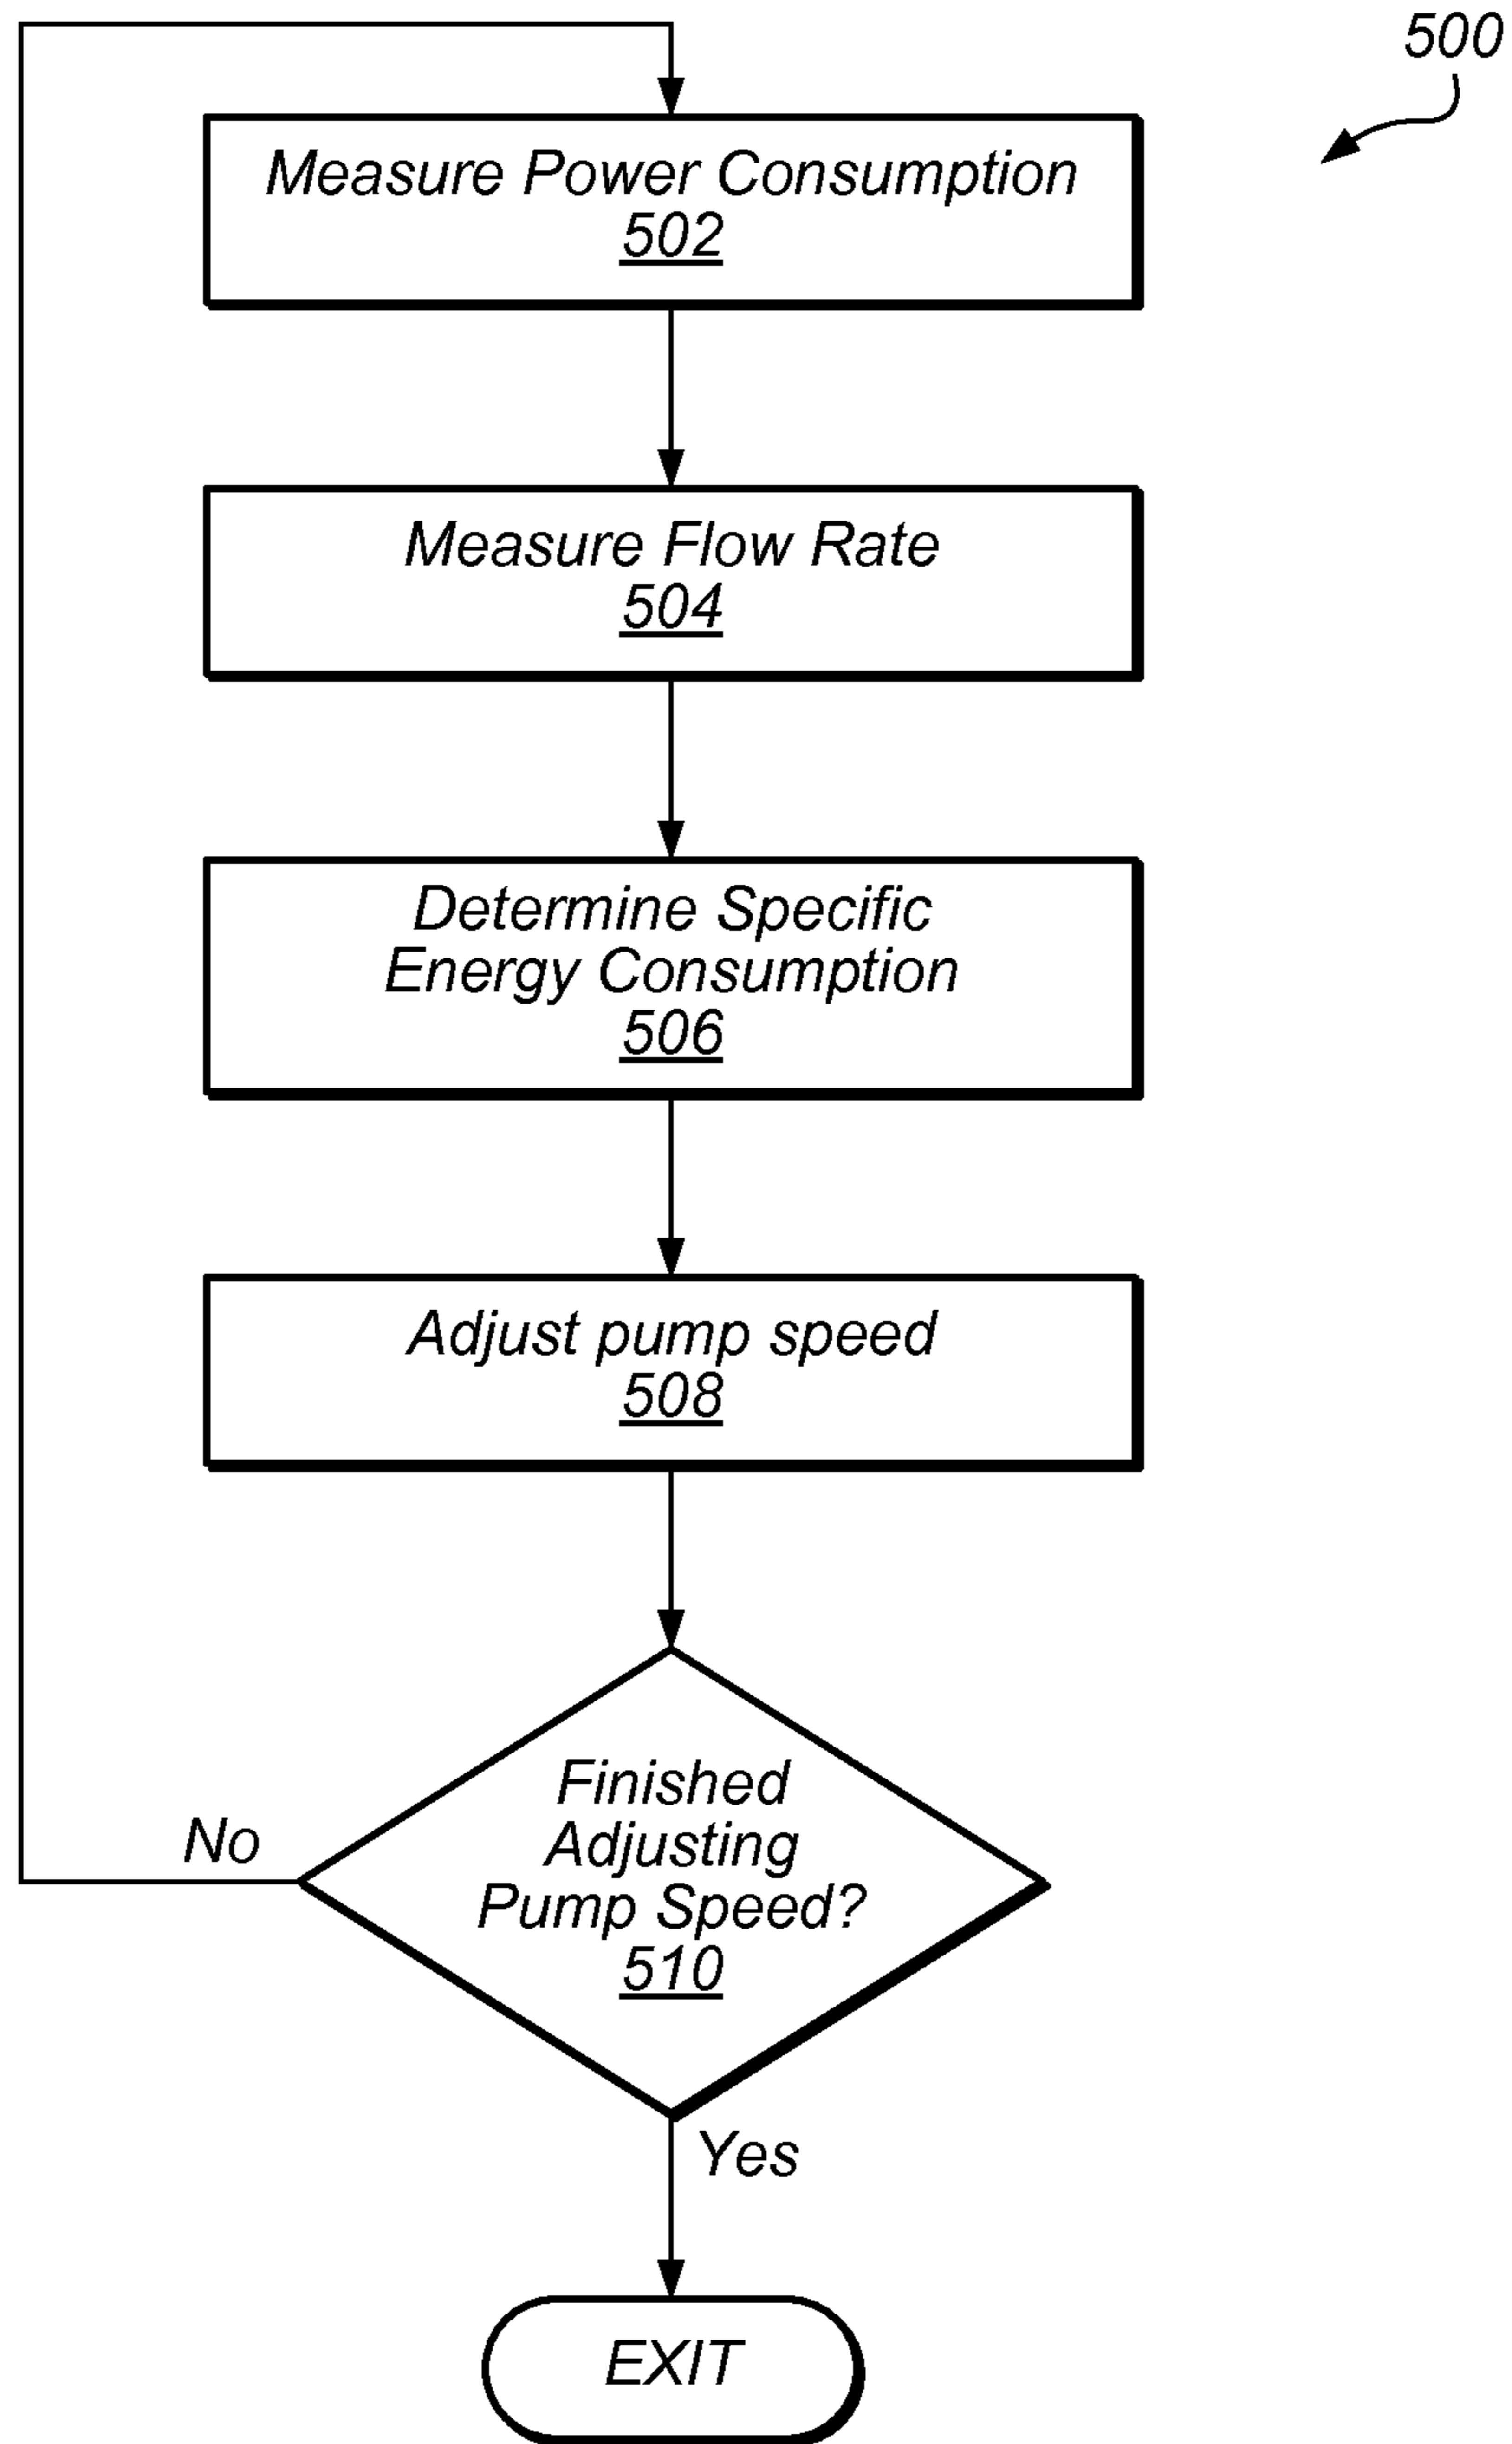 500
Measure Power Consumption
502
Measure Flow Rate
504
Determine Specific
Energy Consumption
506
Adjust pump speed
508
Finished
Adjusting
Pump Speed?
510
No
Yes
EXIT